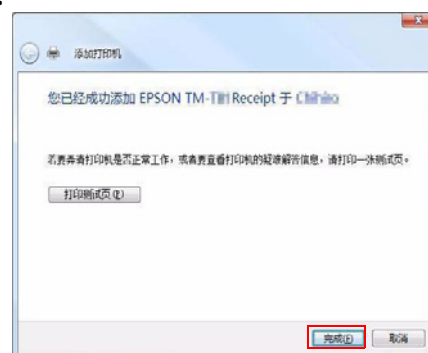 添加打印机
您已经成功添加 EPSON TM- Receipt 于
若要弄清打印机是否正常工作，或者要查看打印机的疑难解答信息，请打印一张测试页。
打印测试页(P)
完成(F) 取消